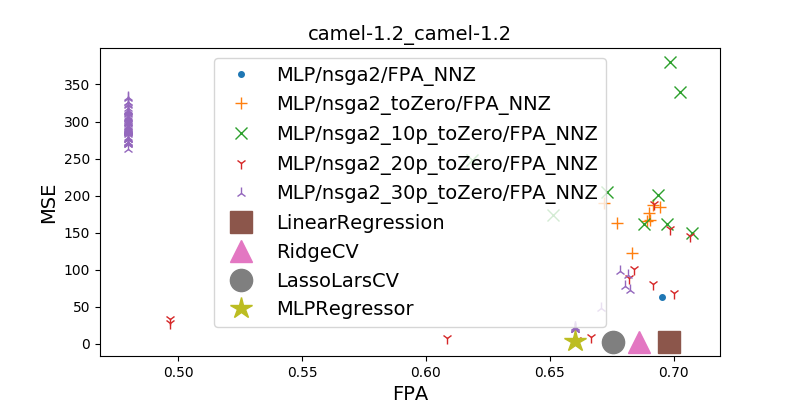 camel-1.2_camel-1.2
MLP/nsga2/FPA_NNZ
MLP/nsga2_toZero/FPA_NNZ
MLP/nsga2_10p_toZero/FPA_NNZ
MLP/nsga2_20p_toZero/FPA_NNZ
MLP/nsga2_30p_toZero/FPA_NNZ
LinearRegression
RidgeCV
LassoLarsCV
MLPRegressor
MSE
350
300
250
200
150
100
50
0
0.50 0.55 0.60 0.65 0.70
FPA